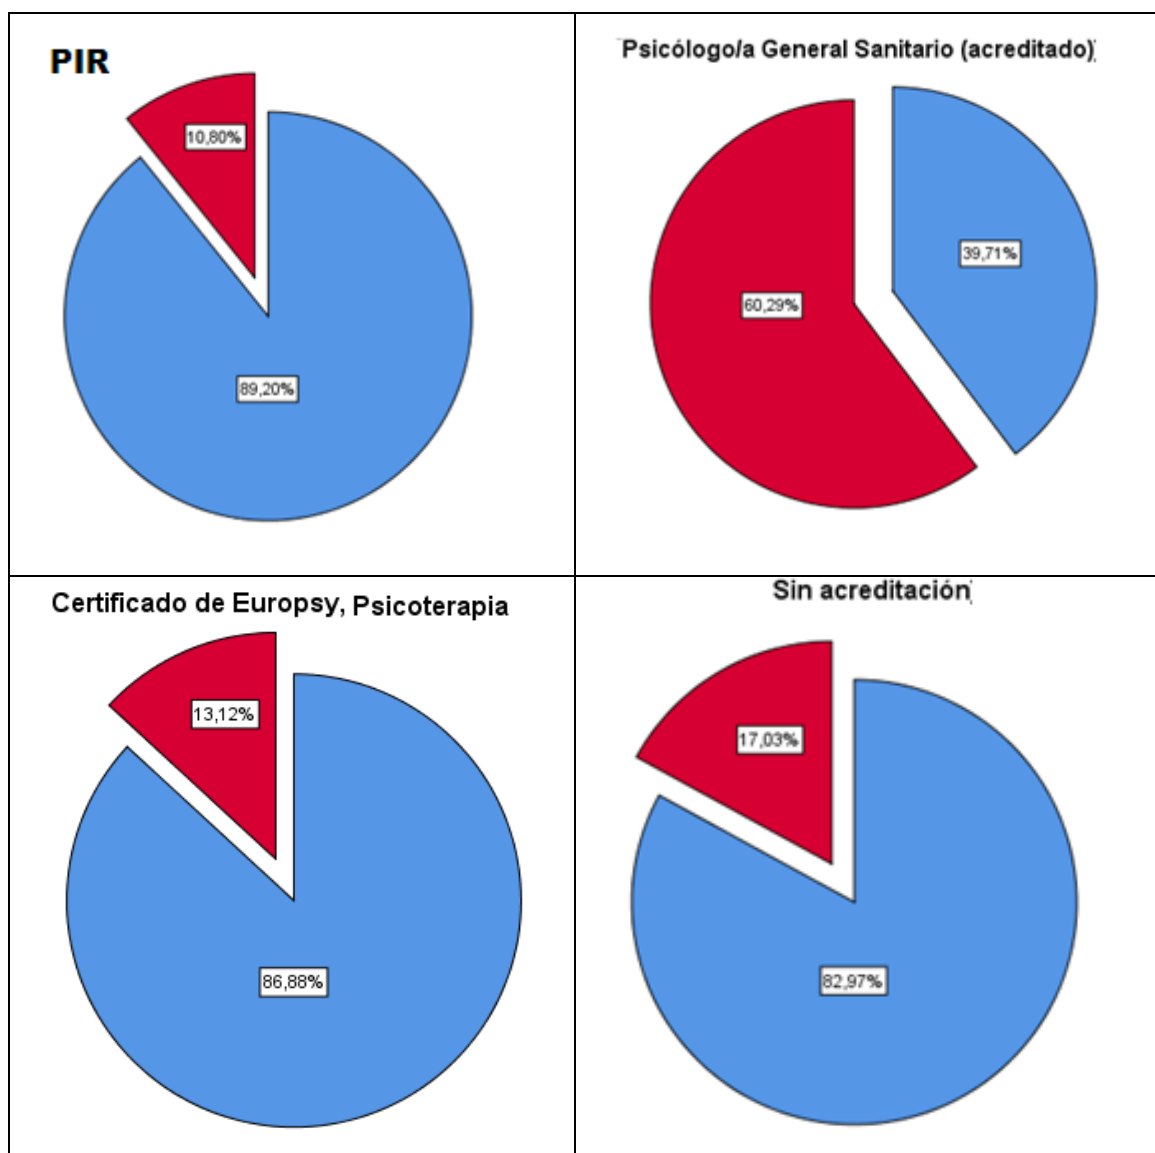 PIR
10,80%
89,20%
Psicólogo/a General Sanitario (acreditado)
60,29%
39,71%
Certificado de Europsy, Psicoterapia
13,12%
86,88%
Sin acreditación
17,03%
82,97%